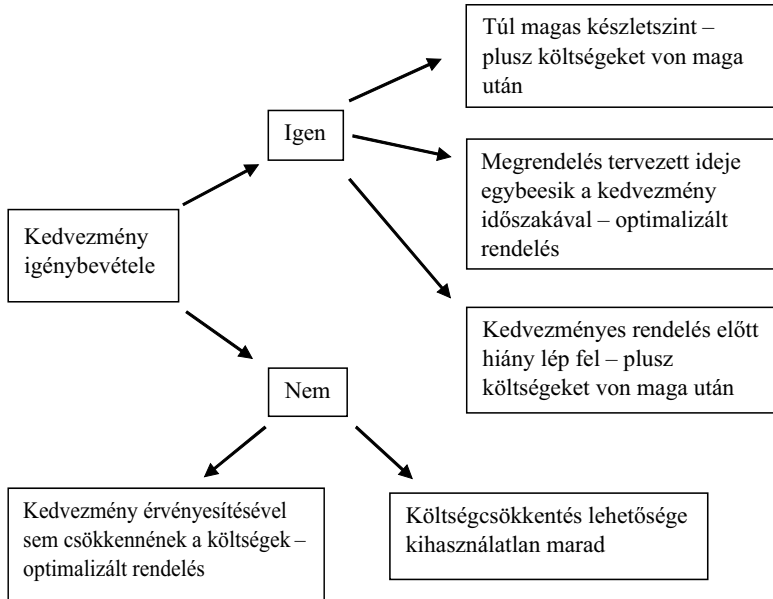 Túl magas készletszint –
plusz költségeket von maga
után
Igen
Megrendelés tervezett ideje
egybeesik a kedvezmény
időszakával – optimalizált
rendelés
Kedvezmény
igénybevétele
Kedvezményes rendelés előtt
hiány lép fel – plusz
költségeket von maga után
Nem
Kedvezmény érvényesítésével
sem csökkennének a költségek –
optimalizált rendelés
Költségcsökkentés lehetősége
kihasználatlan marad